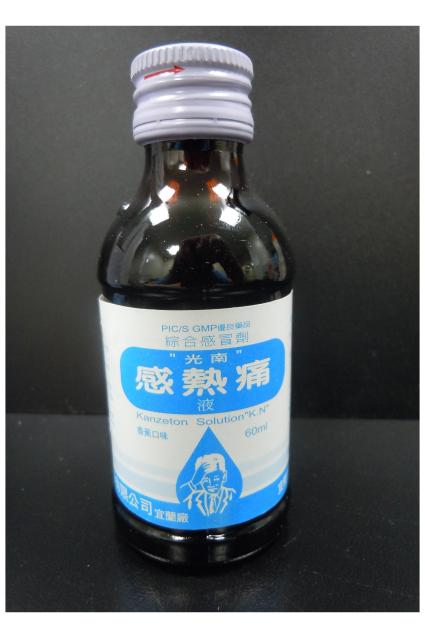 PIC/S GMP優良藥品
綜合感冒劑
"光南"
感熱痛
液
Kanzeton Solution"K.N"
香蕉口味 60ml
公司 宜蘭廠